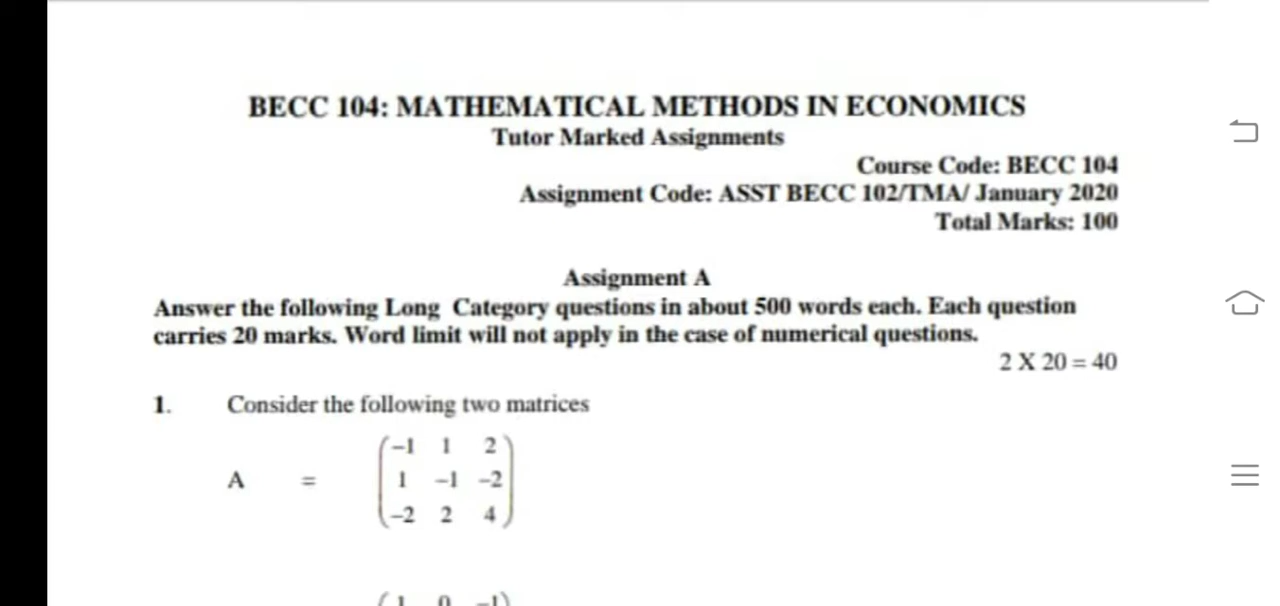 BECC 104: MATHEMATICAL METHODS IN ECONOMICS
Tutor Marked Assignments
Course Code: BECC 104
Assignment Code: ASST BECC 102/TMA/ January 2020
Total Marks: 100
Assignment A
Answer the following Long Category questions in about 500 words each. Each question
carries 20 marks. Word limit will not apply in the case of numerical questions.
2 X 20 = 40
1. Consider the following two matrices
−1 1 2
A = 1 −1 −2
−2 2 4
1 0 −1